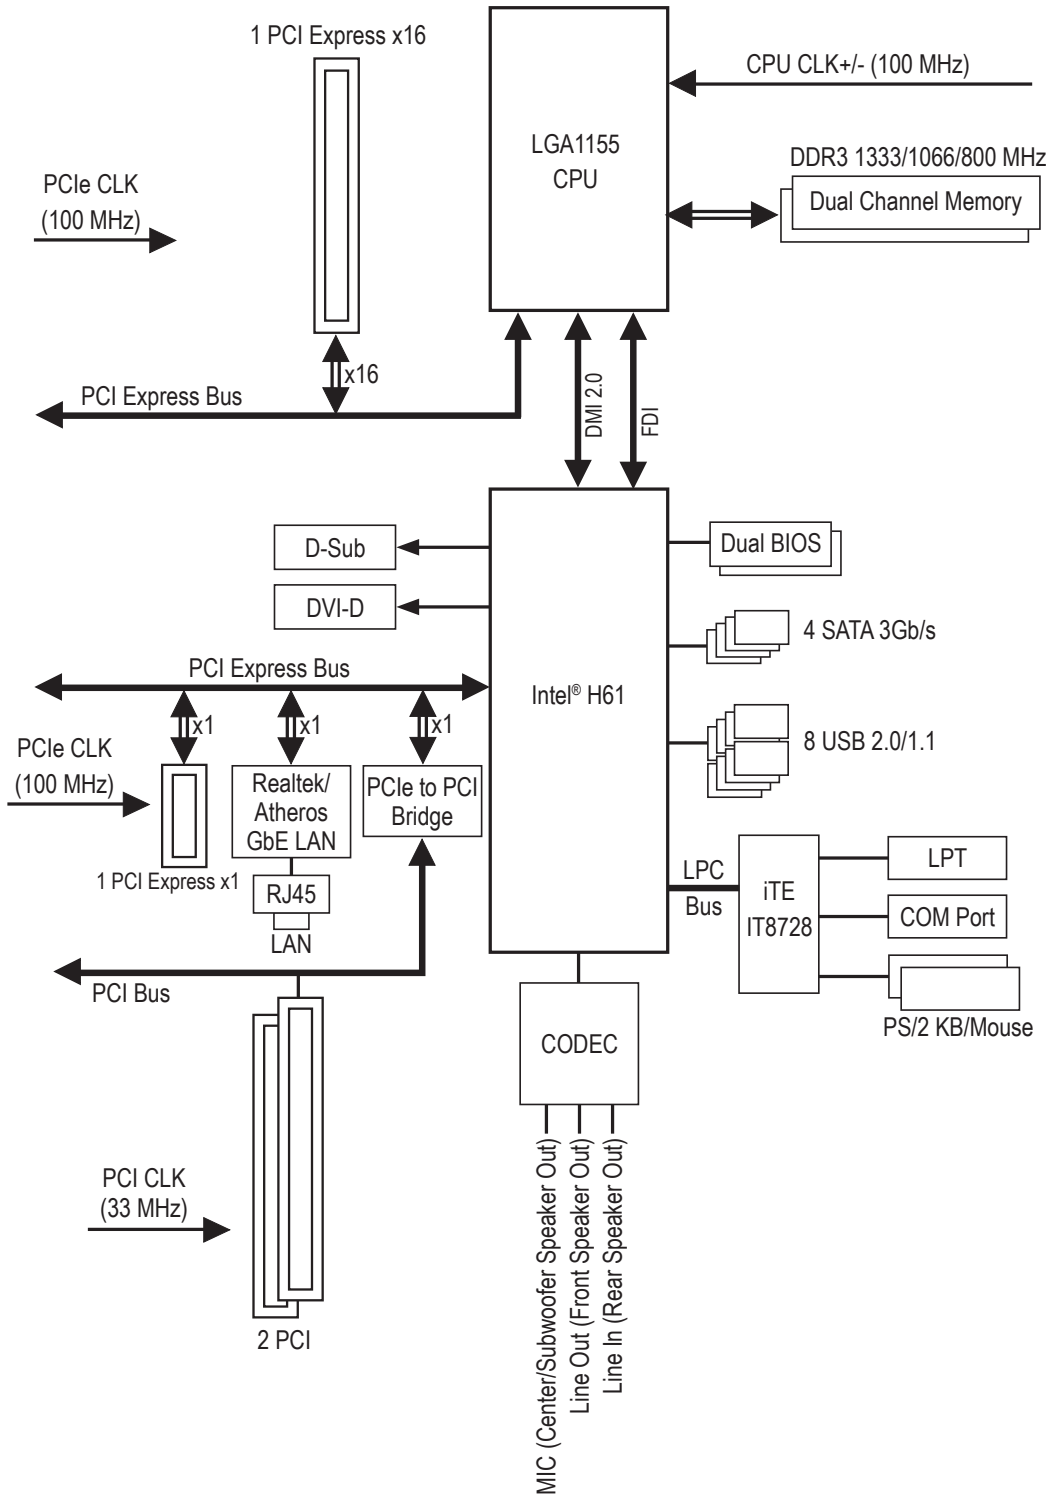 1 PCI Express x16
CPU CLK+/- (100 MHz)
LGA1155
CPU
DDR3 1333/1066/800 MHz
Dual Channel Memory
PCIe CLK
(100 MHz)
x16
PCI Express Bus
DMI 2.0
FDI
D-Sub
Dual BIOS
DVI-D
4 SATA 3Gb/s
PCI Express Bus
Intel® H61
x1
x1
x1
8 USB 2.0/1.1
PCIe CLK
(100 MHz)
Realtek/
Atheros
GbE LAN
PCIe to PCI
Bridge
1 PCI Express x1
RJ45
LAN
LPC
Bus
iTE
IT8728
LPT
COM Port
PS/2 KB/Mouse
PCI Bus
CODEC
PCI CLK
(33 MHz)
2 PCI
MIC (Center/Subwoofer Speaker Out)
Line Out (Front Speaker Out)
Line In (Rear Speaker Out)